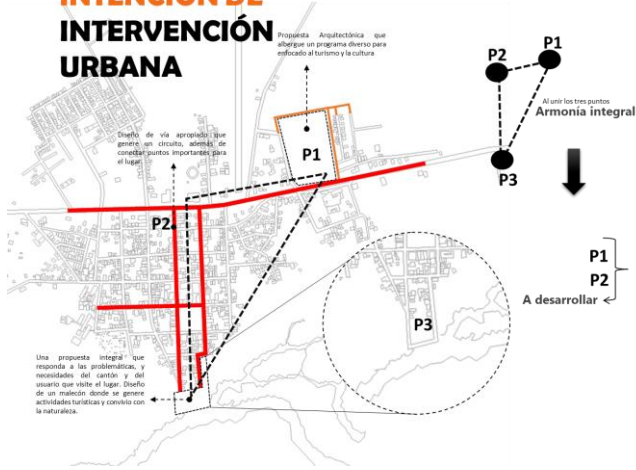 INTENCIÓN DE
INTERVENCIÓN
URBANA
Propuesta Arquitectónica que
albergue un programa diverso para
enfocado al turismo y la cultura
Diseño de vía apropiado que
genere un circuito, además de
conectar puntos importantes para
el lugar.
P1
P2
P3
Una propuesta integral que
responda a las problemáticas, y
necesidades del cantón y del
usuario que visite el lugar. Diseño
de un malecón donde se genere
actividades turísticas y convivio con
la naturaleza.
P2
P1
P3
Al unir los tres puntos
Armonía integral
P1
P2
A desarrollar